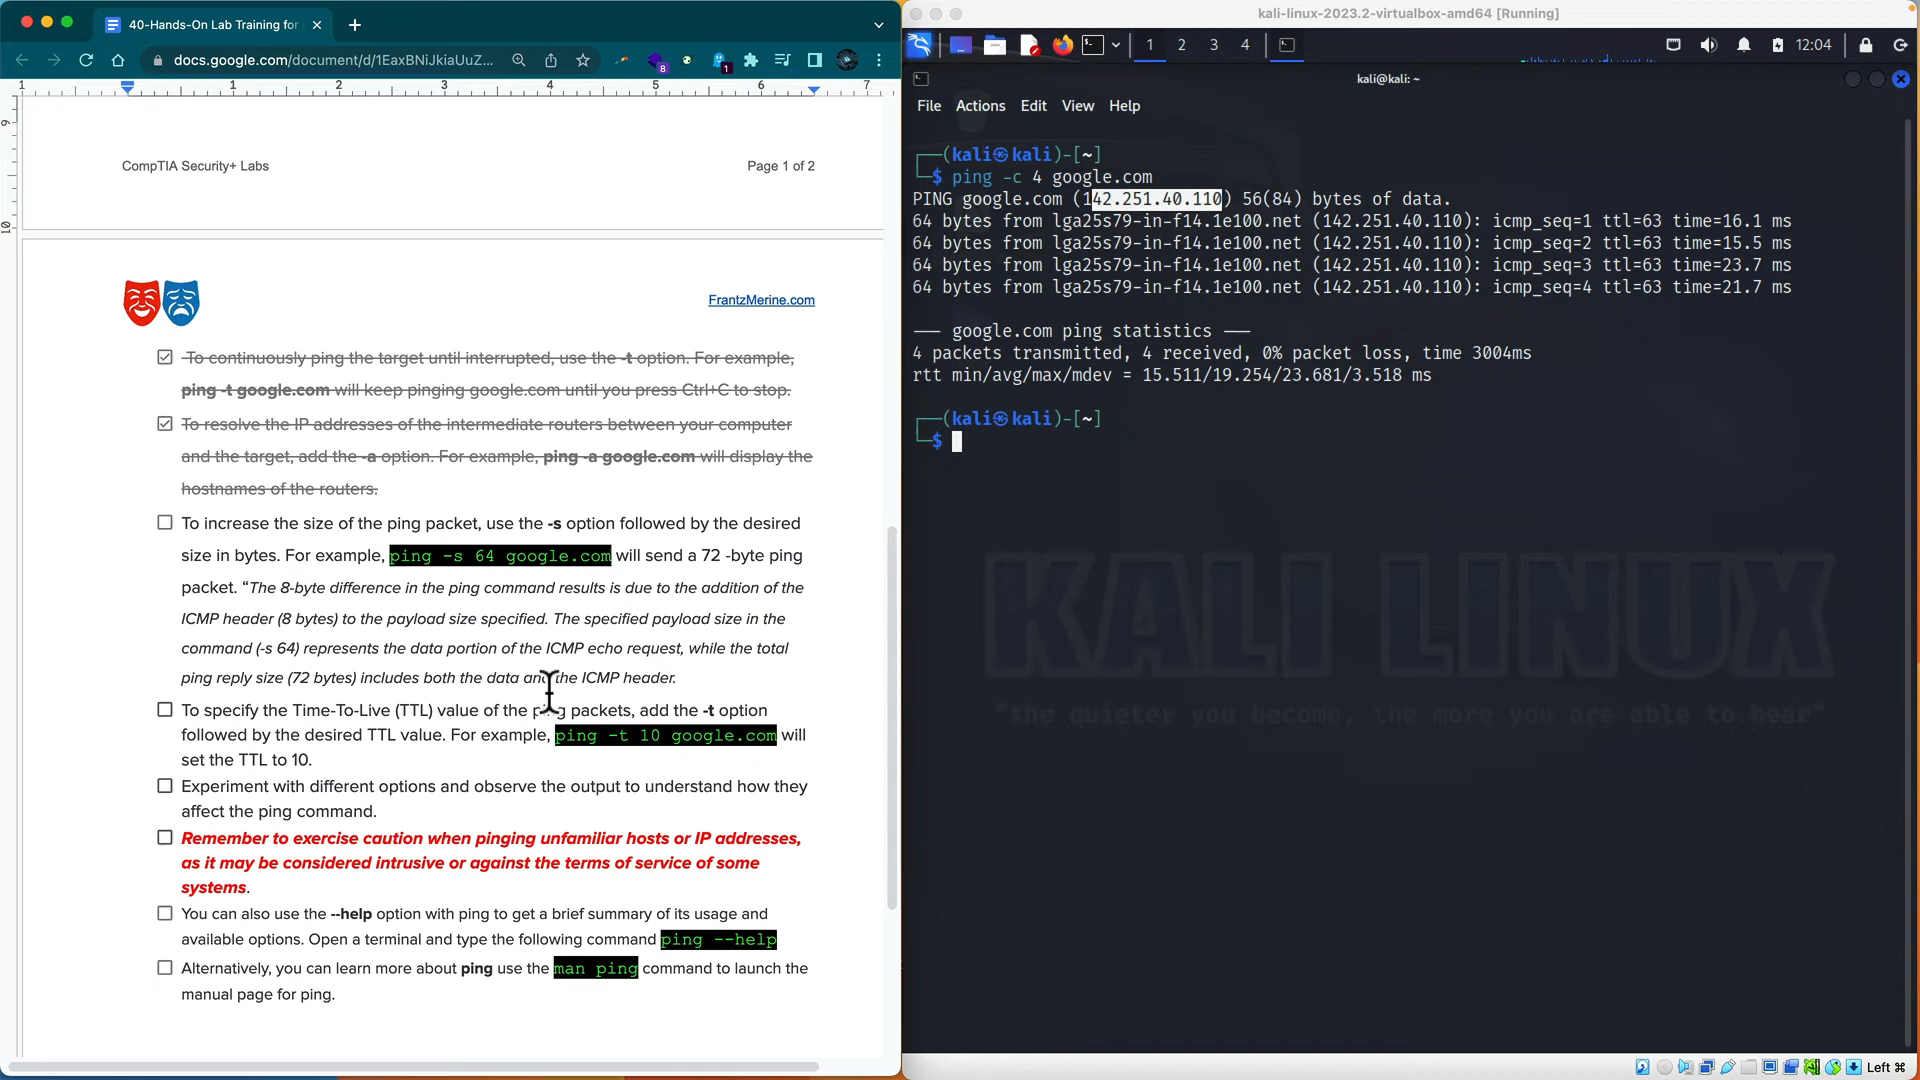 40-Hands-On Lab Training for
docs.google.com/document/d/1EaxBNiJkiaUuZ...
8
1
1 1 2 3 4 5 6 7
9
10
CompTIA Security+ Labs
Page 1 of 2
FrantzMerine.com
To continuously ping the target until interrupted, use the -t option. For example,
ping -t google.com will keep pinging google.com until you press Ctrl+C to stop.
To resolve the IP addresses of the intermediate routers between your computer
and the target, add the -a option. For example, ping -a google.com will display the
hostnames of the routers.
To increase the size of the ping packet, use the -s option followed by the desired
size in bytes. For example, ping -s 64 google.com will send a 72 -byte ping
packet. “The 8-byte difference in the ping command results is due to the addition of the
ICMP header (8 bytes) to the payload size specified. The specified payload size in the
command (-s 64) represents the data portion of the ICMP echo request, while the total
ping reply size (72 bytes) includes both the data and the ICMP header.
To specify the Time-To-Live (TTL) value of the ping packets, add the -t option
followed by the desired TTL value. For example, ping -t 10 google.com will
set the TTL to 10.
Experiment with different options and observe the output to understand how they
affect the ping command.
Remember to exercise caution when pinging unfamiliar hosts or IP addresses,
as it may be considered intrusive or against the terms of service of some
systems.
You can also use the --help option with ping to get a brief summary of its usage and
available options. Open a terminal and type the following command ping --help
Alternatively, you can learn more about ping use the man ping command to launch the
manual page for ping.
kali-linux-2023.2-virtualbox-amd64 [Running]
1 2 3 4
12:04
kali@kali: ~
File Actions Edit View Help
┌──(kali㉿kali)-[~]
└─$ ping -c 4 google.com
PING google.com (142.251.40.110) 56(84) bytes of data.
64 bytes from lga25s79-in-f14.1e100.net (142.251.40.110): icmp_seq=1 ttl=63 time=16.1 ms
64 bytes from lga25s79-in-f14.1e100.net (142.251.40.110): icmp_seq=2 ttl=63 time=15.5 ms
64 bytes from lga25s79-in-f14.1e100.net (142.251.40.110): icmp_seq=3 ttl=63 time=23.7 ms
64 bytes from lga25s79-in-f14.1e100.net (142.251.40.110): icmp_seq=4 ttl=63 time=21.7 ms
--- google.com ping statistics ---
4 packets transmitted, 4 received, 0% packet loss, time 3004ms
rtt min/avg/max/mdev = 15.511/19.254/23.681/3.518 ms
┌──(kali㉿kali)-[~]
└─$
KALI LINUX
"the quieter you become, the more you are able to hear"
Left ⌘